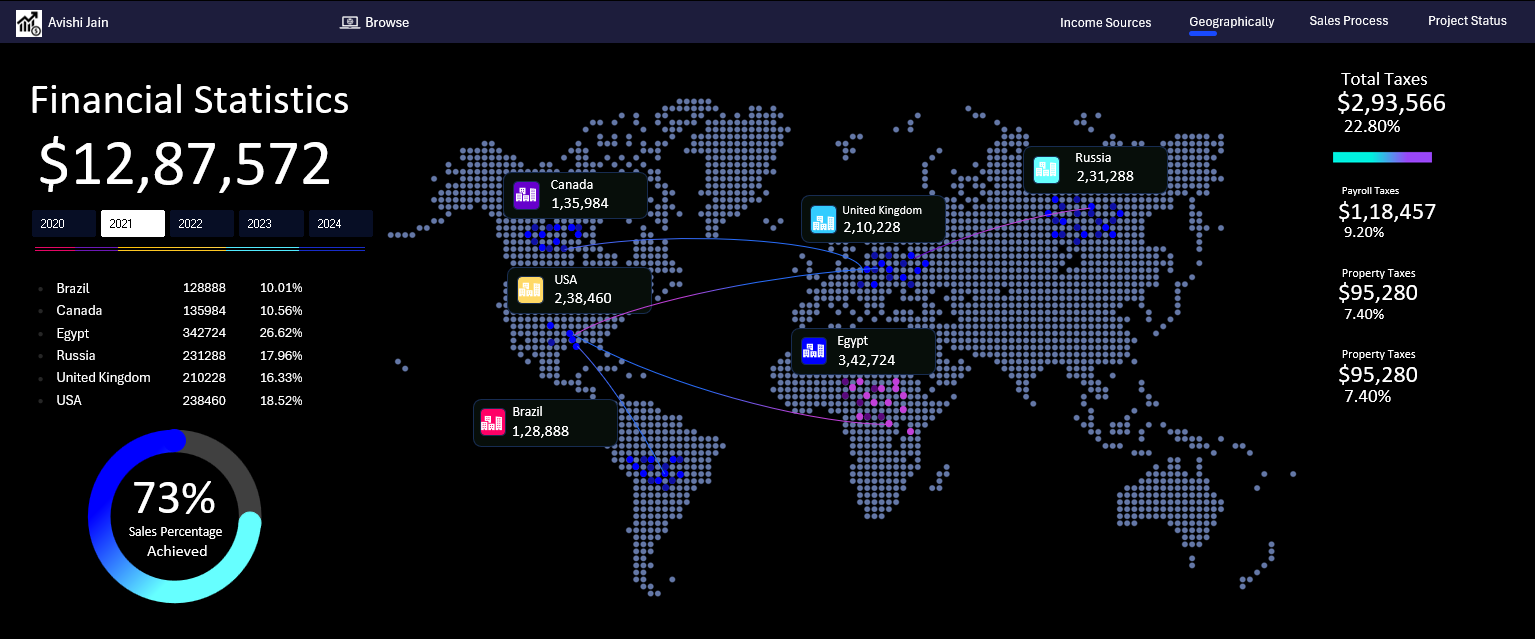 Avishi Jain
Browse
Income Sources
Geographically
Sales Process
Project Status
Financial Statistics
$12,87,572
2020
2021
2022
2023
2024
Brazil 128888 10.01%
Canada 135984 10.56%
Egypt 342724 26.62%
Russia 231288 17.96%
United Kingdom 210228 16.33%
USA 238460 18.52%
73%
Sales Percentage
Achieved
Canada
1,35,984
USA
2,38,460
Brazil
1,28,888
United Kingdom
2,10,228
Egypt
3,42,724
Russia
2,31,288
Total Taxes
$2,93,566
22.80%
Payroll Taxes
$1,18,457
9.20%
Property Taxes
$95,280
7.40%
Property Taxes
$95,280
7.40%